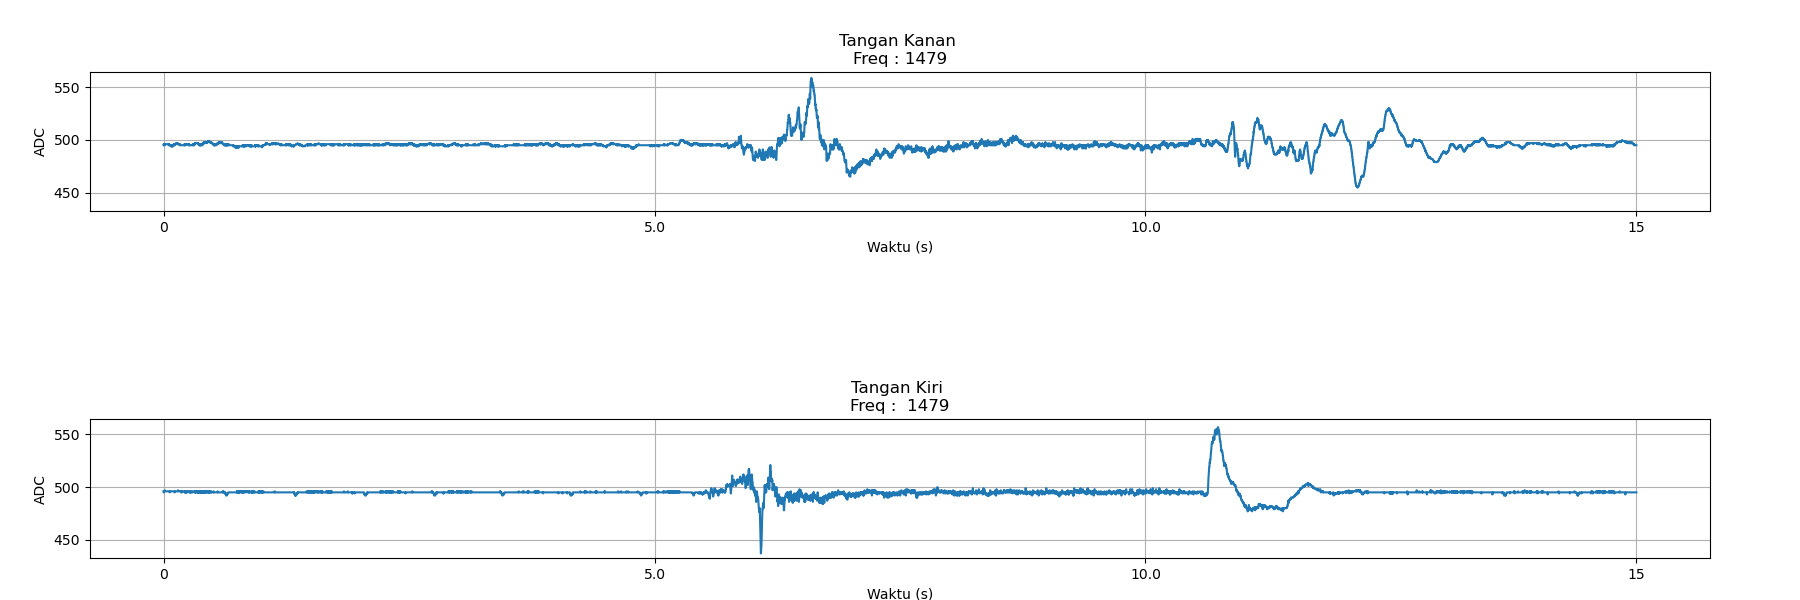 Tangan Kanan
Freq : 1479
550
500
450
ADC
0
5.0
10.0
15
Waktu (s)
Tangan Kiri
Freq :  1479
550
500
450
ADC
0
5.0
10.0
15
Waktu (s)